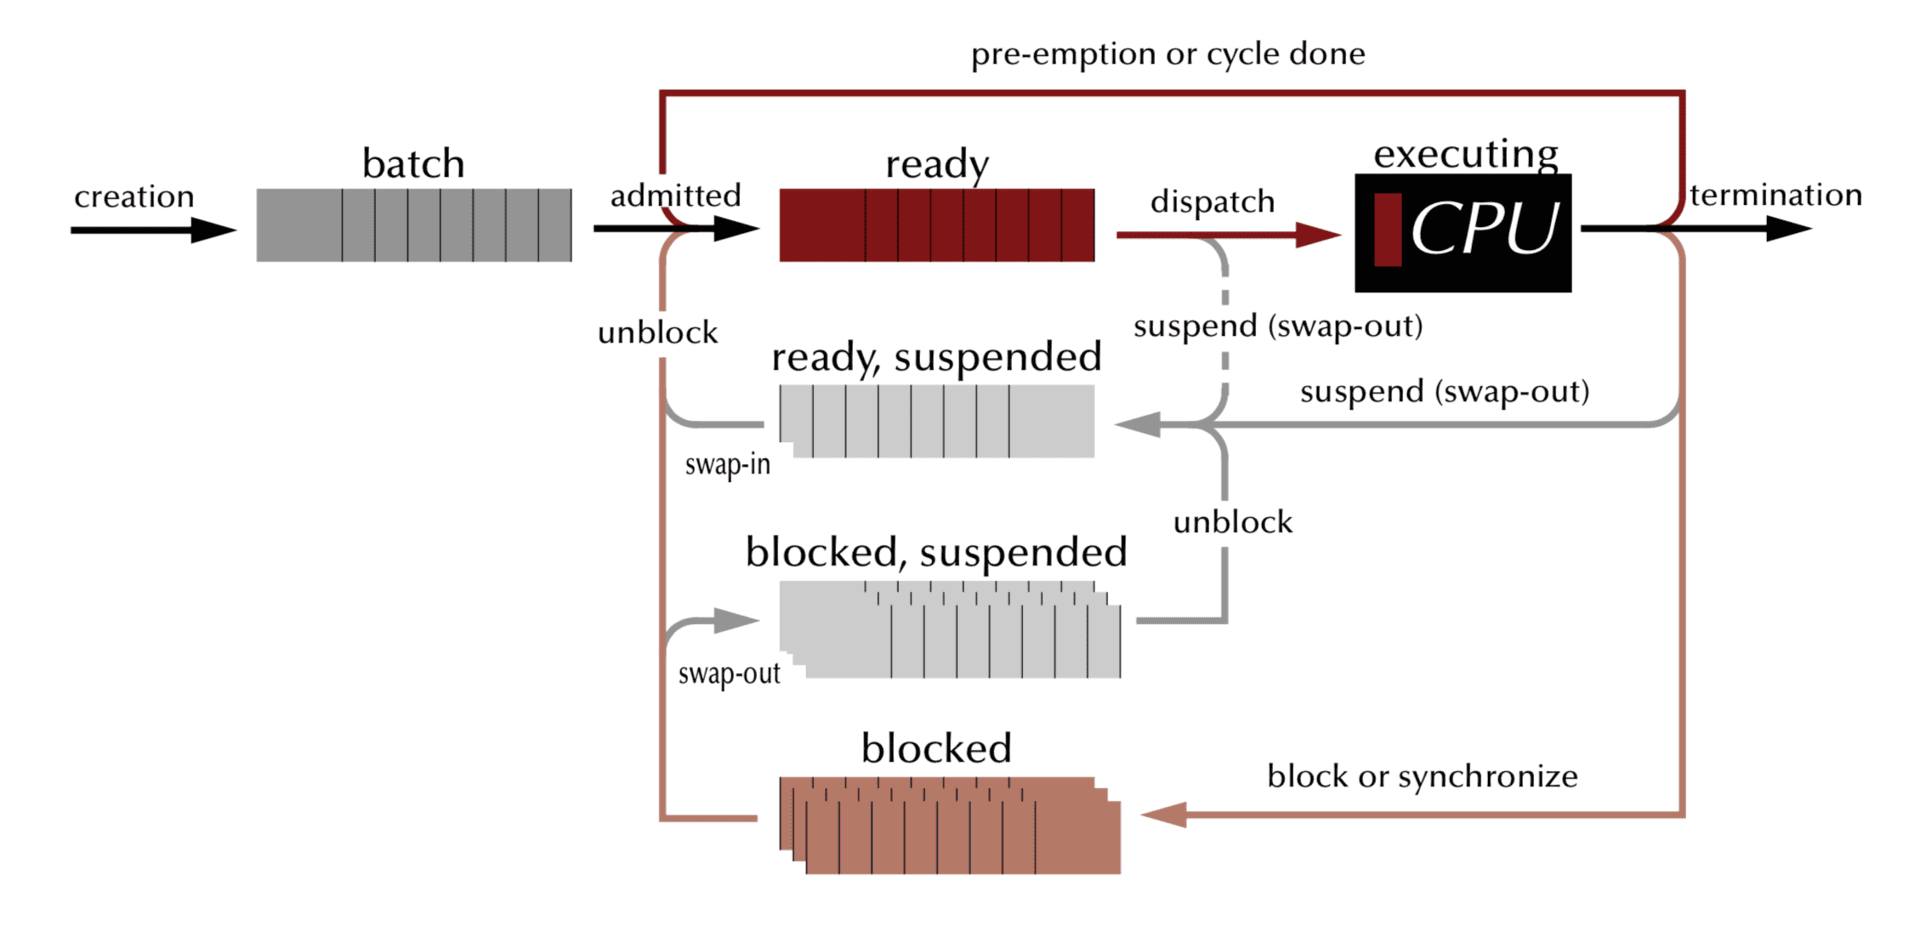 pre-emption or cycle done
creation
batch
admitted
ready
dispatch
executing
CPU
termination
unblock
suspend (swap-out)
ready, suspended
suspend (swap-out)
swap-in
unblock
blocked, suspended
swap-out
blocked
block or synchronize